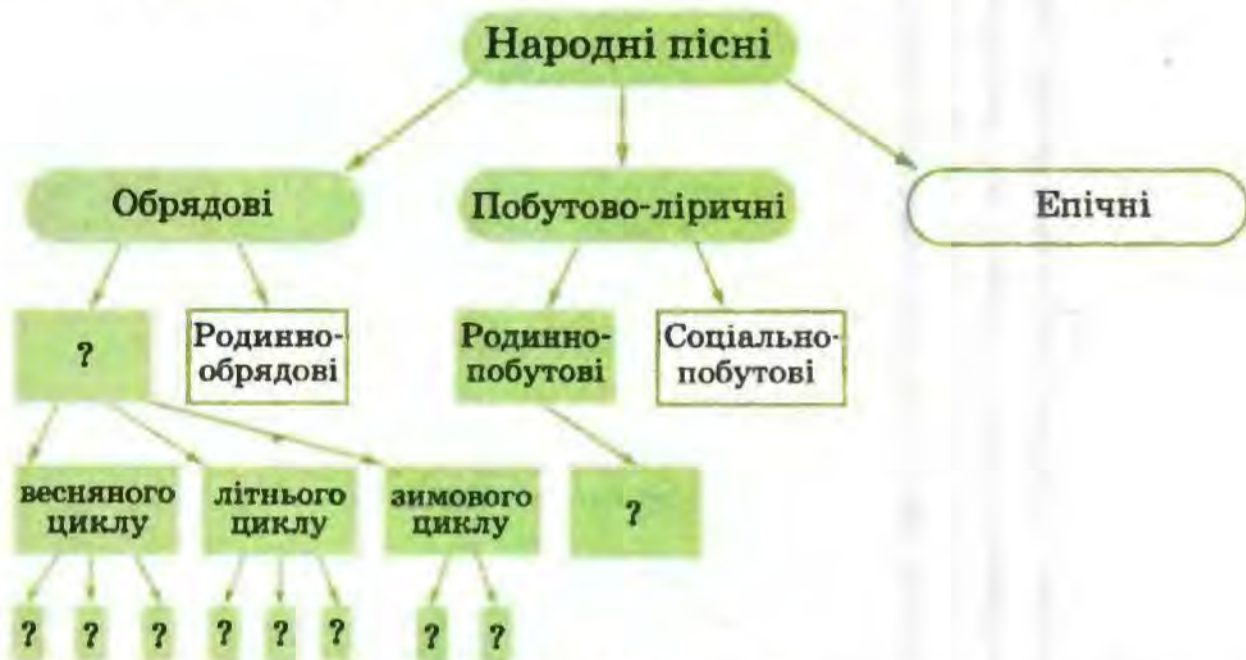 Народні пісні
Обрядові
Побутово-ліричні
Епічні
?
Родинно-
обрядові
Родинно-
побутові
Соціально-
побутові
весняного
циклу
літнього
циклу
зимового
циклу
?
? ? ? ? ? ? ? ?